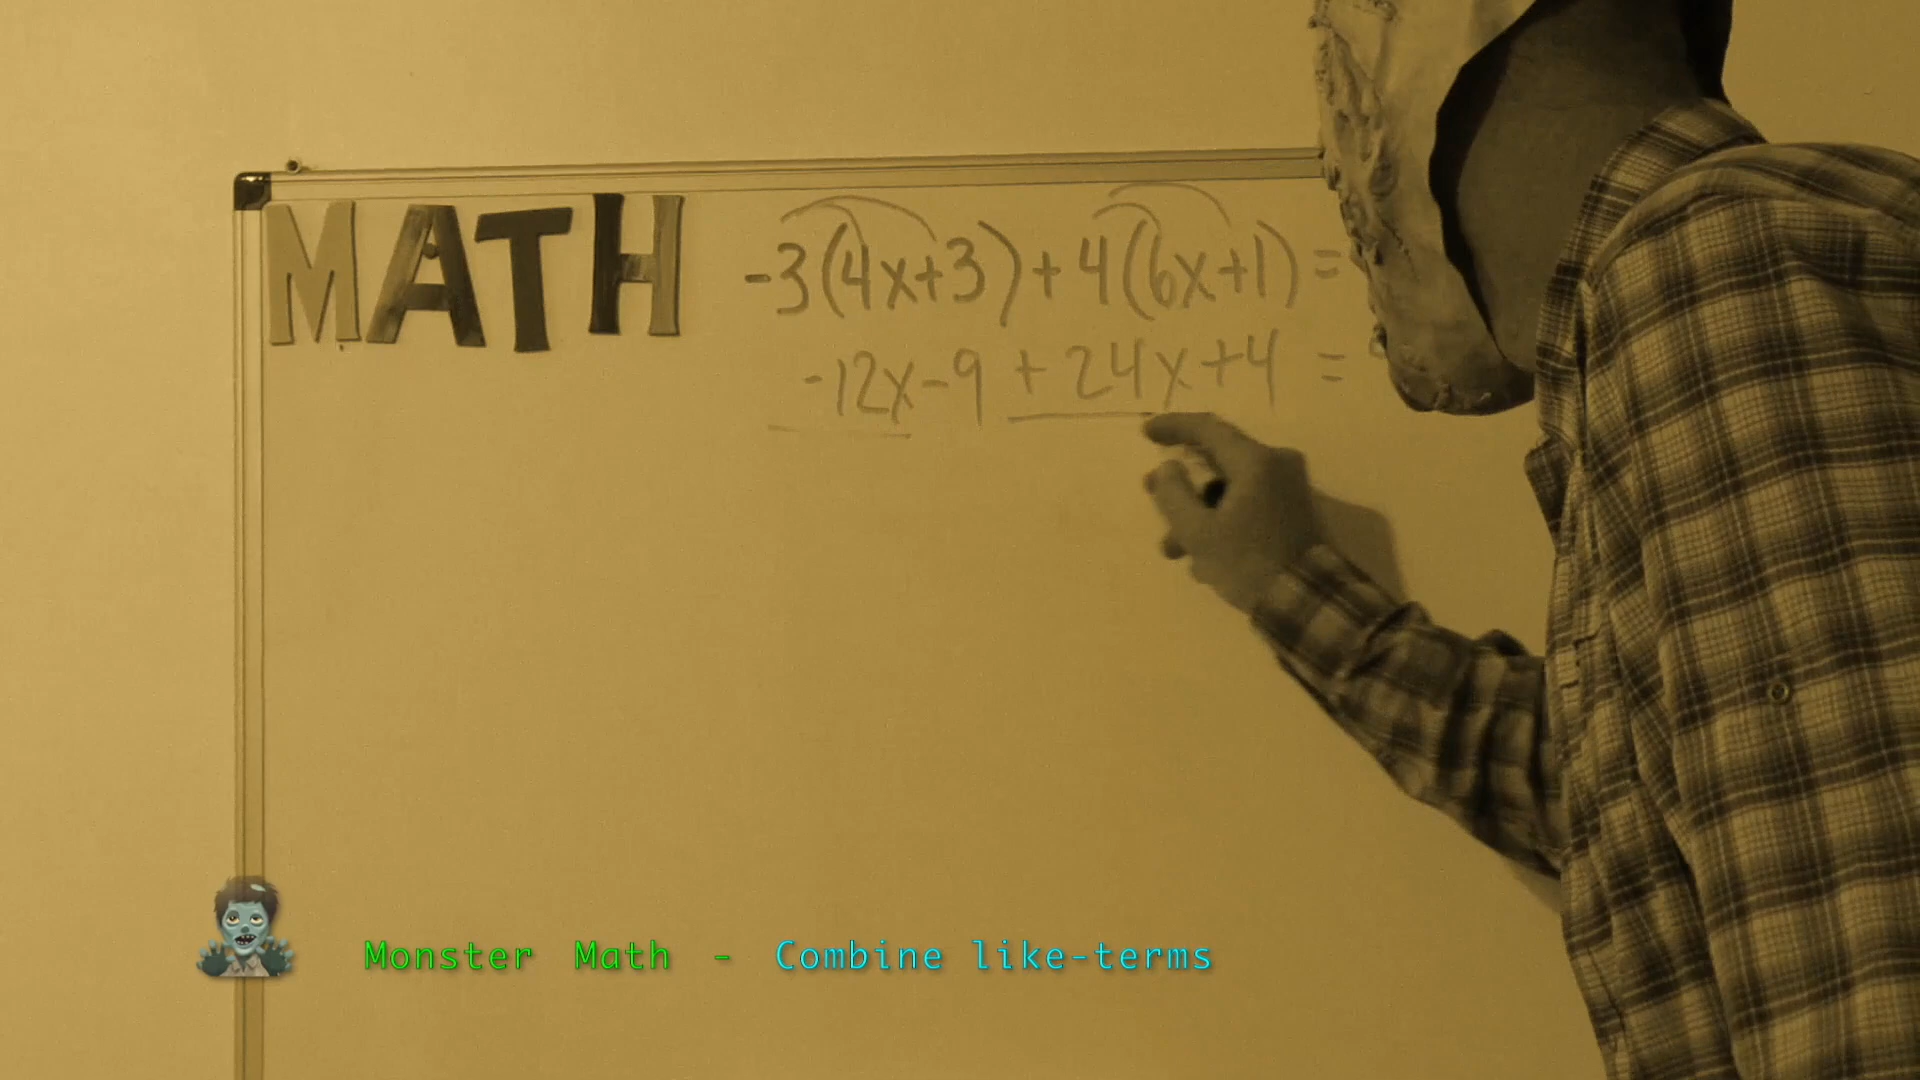 MATH
-3(4x+3)+4(6x+1)=
-12x-9+24x+4=
Monster Math - Combine like-terms